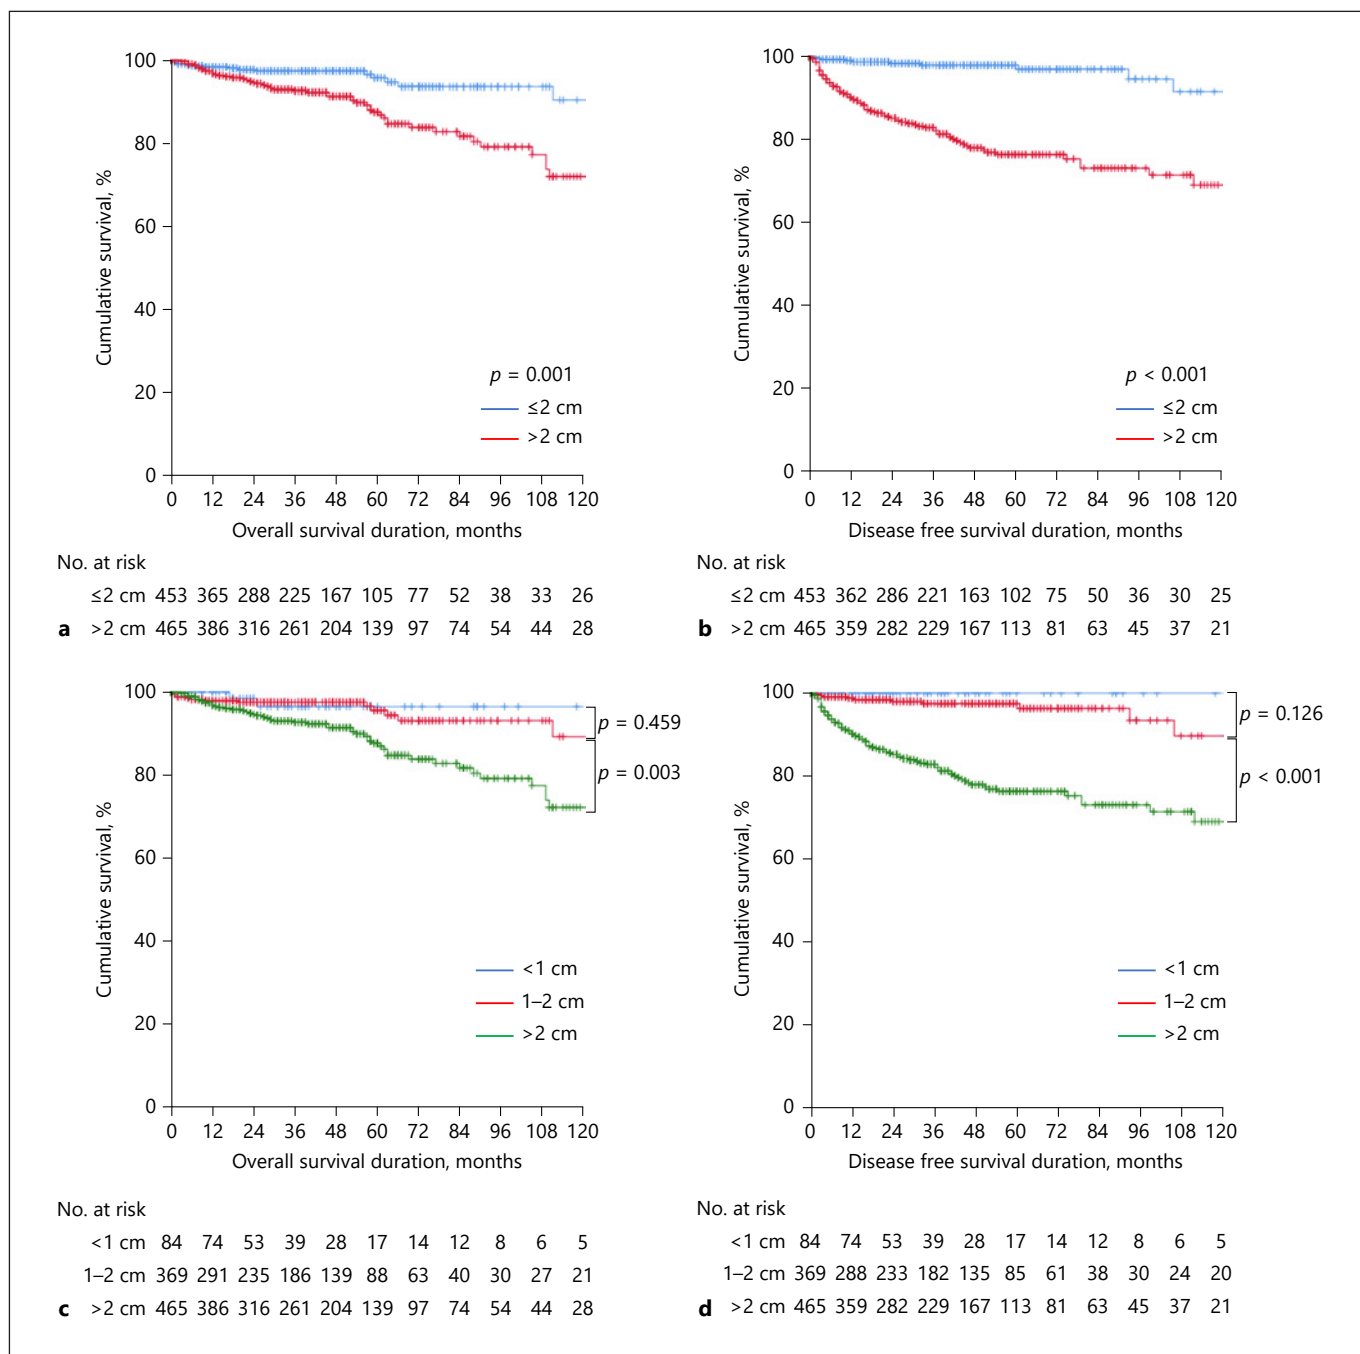 100
80
60
40
20
0
Cumulative survival, %
p = 0.001
≤2 cm
>2 cm
0 12 24 36 48 60 72 84 96 108 120
Overall survival duration, months
No. at risk
≤2 cm 453 365 288 225 167 105 77 52 38 33 26
a >2 cm 465 386 316 261 204 139 97 74 54 44 28
100
80
60
40
20
0
Cumulative survival, %
p < 0.001
≤2 cm
>2 cm
0 12 24 36 48 60 72 84 96 108 120
Disease free survival duration, months
No. at risk
≤2 cm 453 362 286 221 163 102 75 50 36 30 25
b >2 cm 465 359 282 229 167 113 81 63 45 37 21
100
80
60
40
20
0
Cumulative survival, %
p = 0.459
p = 0.003
<1 cm
1–2 cm
>2 cm
0 12 24 36 48 60 72 84 96 108 120
Overall survival duration, months
No. at risk
<1 cm 84 74 53 39 28 17 14 12 8 6 5
1–2 cm 369 291 235 186 139 88 63 40 30 27 21
c >2 cm 465 386 316 261 204 139 97 74 54 44 28
100
80
60
40
20
0
Cumulative survival, %
p = 0.126
p < 0.001
<1 cm
1–2 cm
>2 cm
0 12 24 36 48 60 72 84 96 108 120
Disease free survival duration, months
No. at risk
<1 cm 84 74 53 39 28 17 14 12 8 6 5
1–2 cm 369 288 233 182 135 85 61 38 30 24 20
d >2 cm 465 359 282 229 167 113 81 63 45 37 21